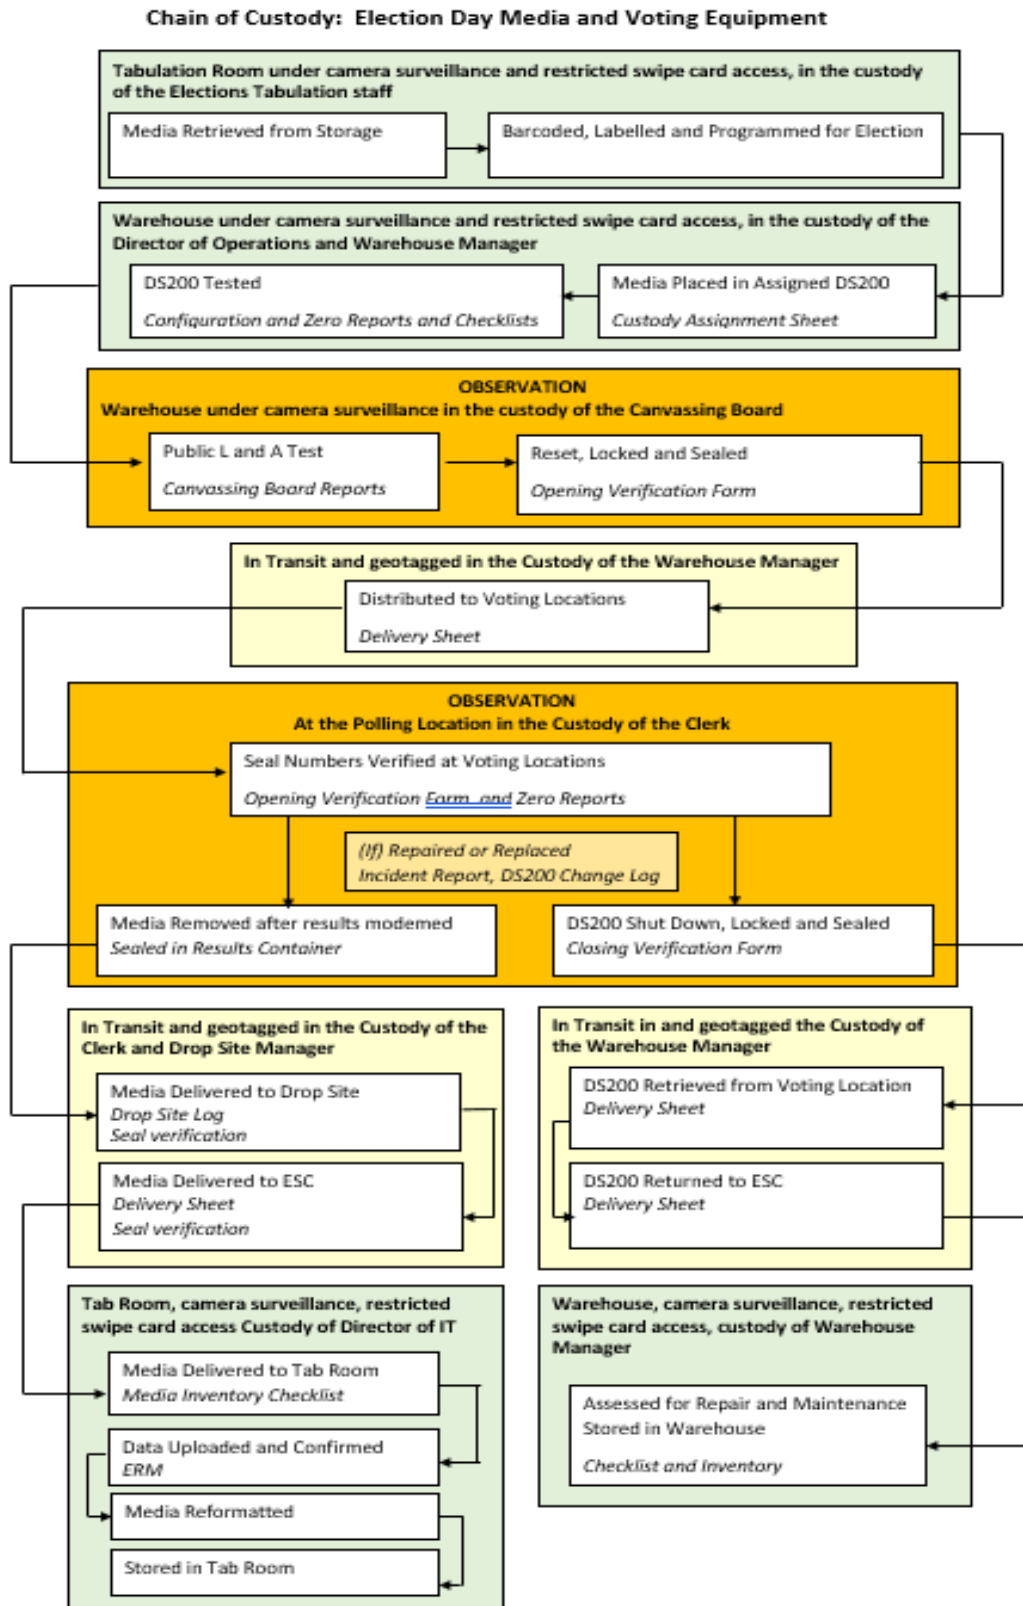 Chain of Custody:  Election Day Media and Voting Equipment
Tabulation Room under camera surveillance and restricted swipe card access, in the custody
of the Elections Tabulation staff
Media Retrieved from Storage
Barcoded, Labelled and Programmed for Election
Warehouse under camera surveillance and restricted swipe card access, in the custody of the
Director of Operations and Warehouse Manager
DS200 Tested
Configuration and Zero Reports and Checklists
Media Placed in Assigned DS200
Custody Assignment Sheet
OBSERVATION
Warehouse under camera surveillance in the custody of the Canvassing Board
Public L and A Test
Canvassing Board Reports
Reset, Locked and Sealed
Opening Verification Form
In Transit and geotagged in the Custody of the Warehouse Manager
Distributed to Voting Locations
Delivery Sheet
OBSERVATION
At the Polling Location in the Custody of the Clerk
Seal Numbers Verified at Voting Locations
Opening Verification Form and Zero Reports
(If) Repaired or Replaced
Incident Report, DS200 Change Log
Media Removed after results modemed
Sealed in Results Container
DS200 Shut Down, Locked and Sealed
Closing Verification Form
In Transit and geotagged in the Custody of the
Clerk and Drop Site Manager
Media Delivered to Drop Site
Drop Site Log
Seal verification
Media Delivered to ESC
Delivery Sheet
Seal verification
In Transit in and geotagged the Custody of
the Warehouse Manager
DS200 Retrieved from Voting Location
Delivery Sheet
DS200 Returned to ESC
Delivery Sheet
Tab Room, camera surveillance, restricted
swipe card access Custody of Director of IT
Media Delivered to Tab Room
Media Inventory Checklist
Data Uploaded and Confirmed
ERM
Media Reformatted
Stored in Tab Room
Warehouse, camera surveillance, restricted
swipe card access, custody of Warehouse
Manager
Assessed for Repair and Maintenance
Stored in Warehouse
Checklist and Inventory